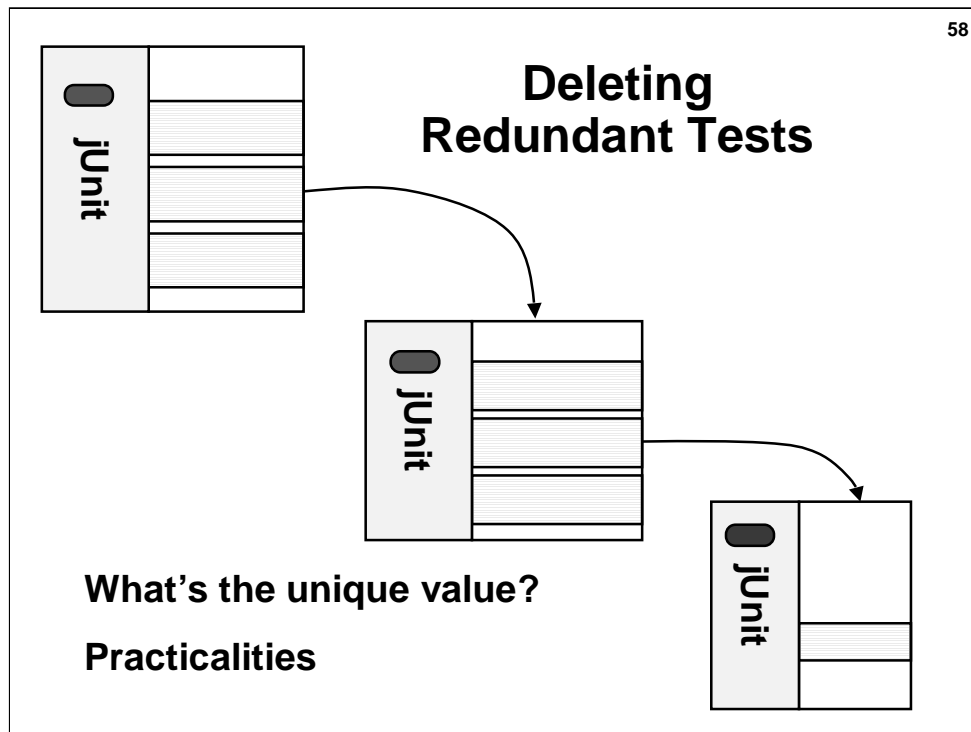 58
Deleting
Redundant Tests
jUnit
jUnit
jUnit
What's the unique value?
Practicalities